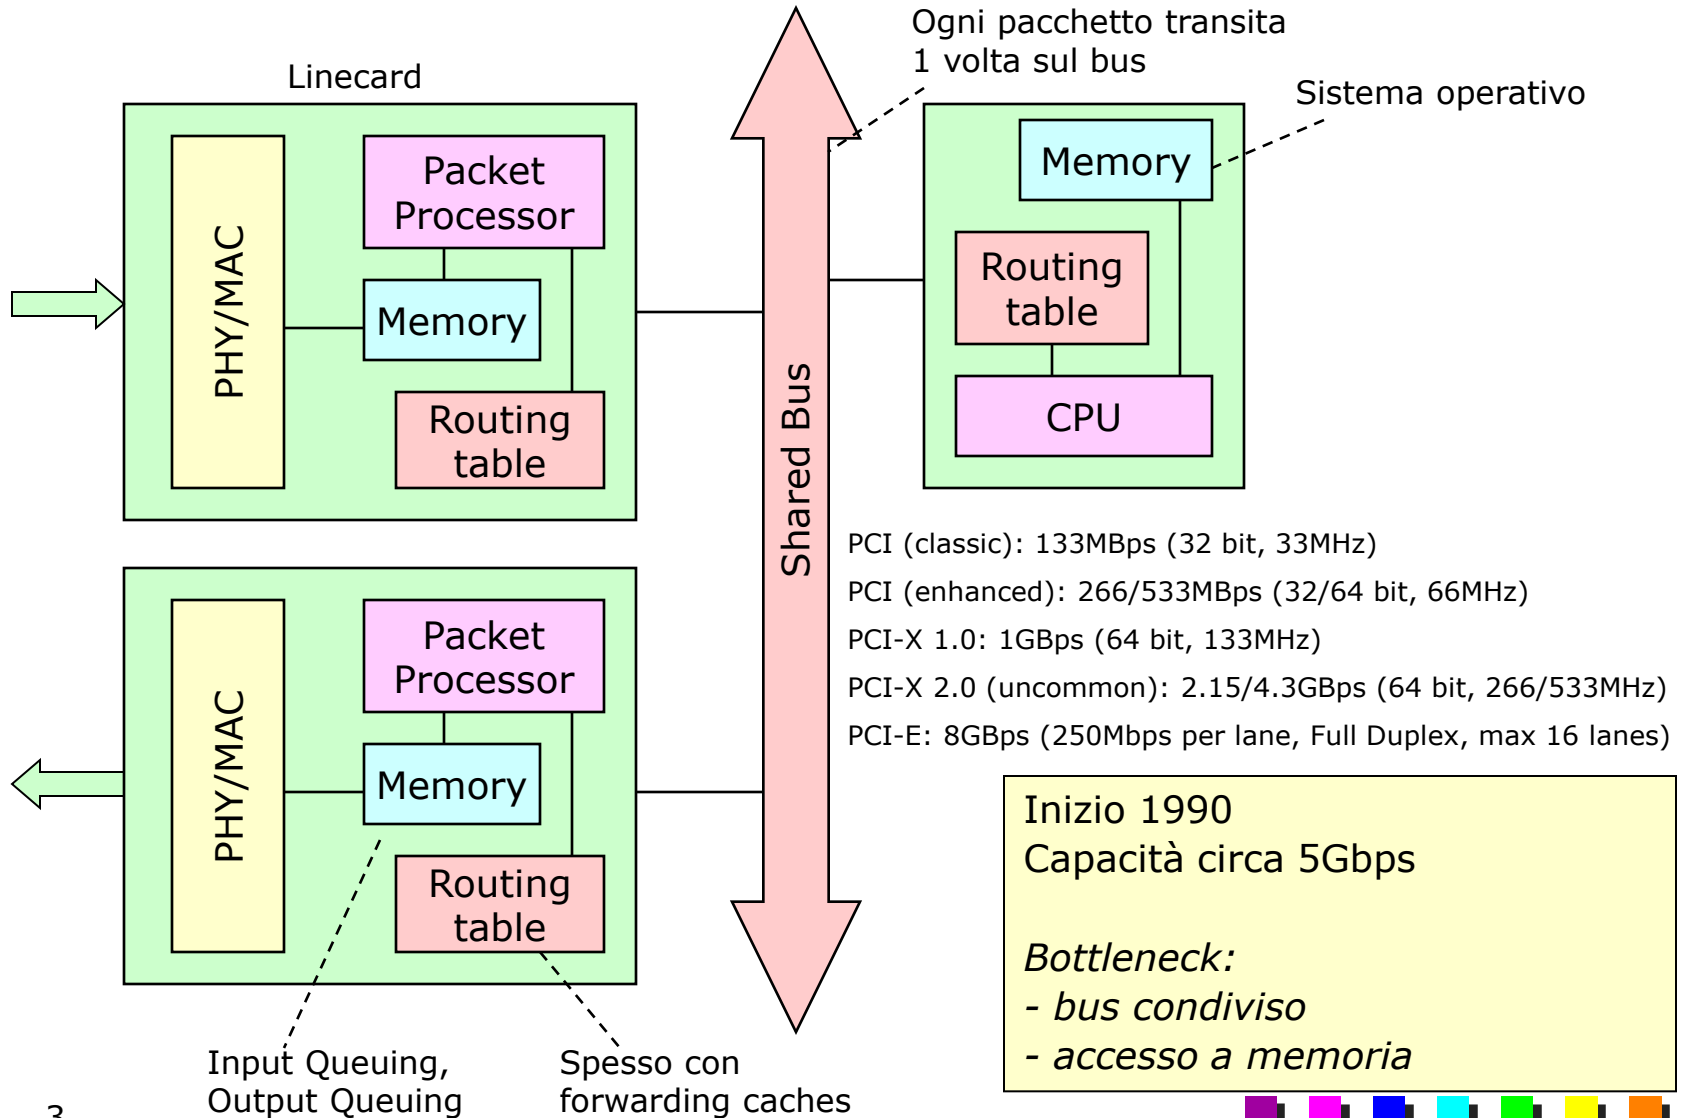 Ogni pacchetto transita
1 volta sul bus
Linecard
Sistema operativo
PHY/MAC
Packet
Processor
Memory
Routing
table
Shared Bus
Memory
Routing
table
CPU
PCI (classic): 133MBps (32 bit, 33MHz)
PCI (enhanced): 266/533MBps (32/64 bit, 66MHz)
PCI-X 1.0: 1GBps (64 bit, 133MHz)
PCI-X 2.0 (uncommon): 2.15/4.3GBps (64 bit, 266/533MHz)
PCI-E: 8GBps (250Mbps per lane, Full Duplex, max 16 lanes)
PHY/MAC
Packet
Processor
Memory
Routing
table
Inizio 1990
Capacità circa 5Gbps
Bottleneck:
- bus condiviso
- accesso a memoria
Input Queuing,
Output Queuing
Spesso con
forwarding caches
3